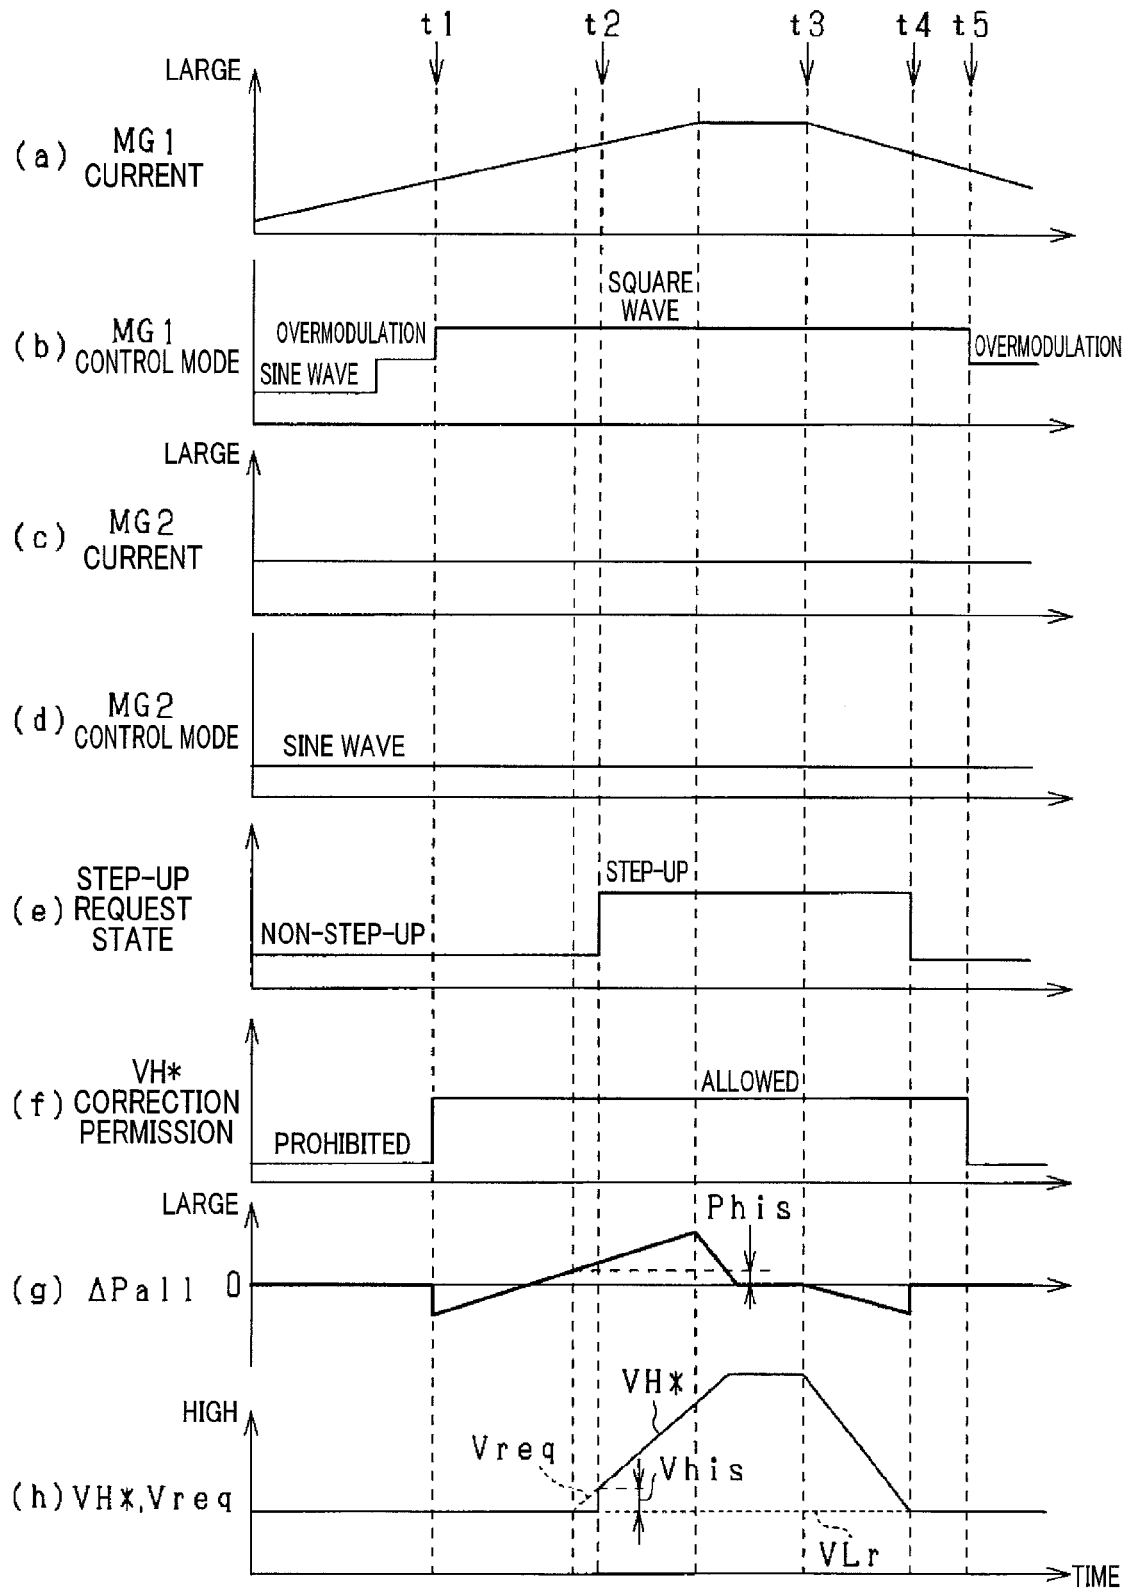 t1 t2 t3 t4 t5
LARGE
(a) MG1 CURRENT
SQUARE WAVE
OVERMODULATION
(b) MG1 CONTROL MODE
OVERMODULATION
SINE WAVE
LARGE
(c) MG2 CURRENT
(d) MG2 CONTROL MODE
SINE WAVE
STEP-UP
(e) STEP-UP REQUEST STATE
NON-STEP-UP
(f) VH* CORRECTION PERMISSION
ALLOWED
PROHIBITED
LARGE
Phis
(g) ΔPall 0
VH*
HIGH
Vreq
Vhis
(h) VH*,Vreq
VLr
TIME